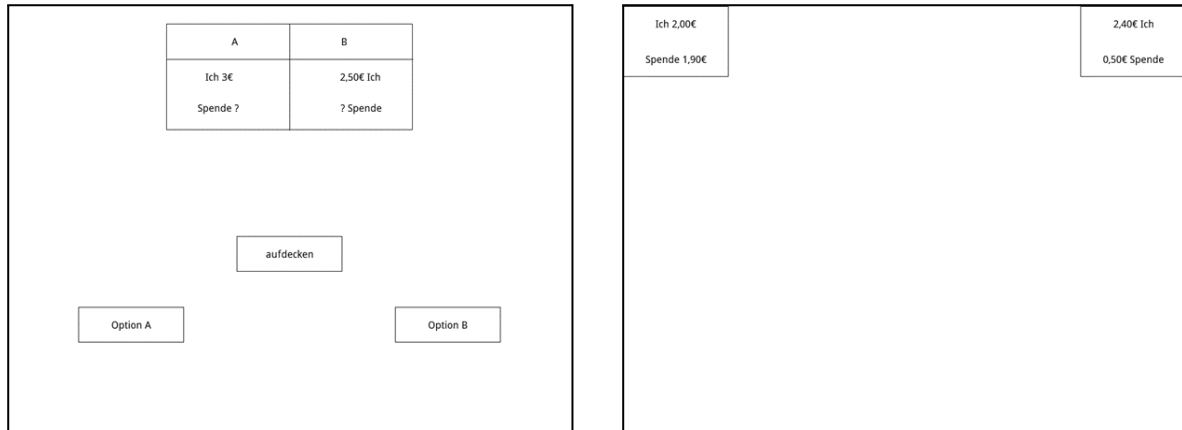 A B
Ich 3€ 2,50€ Ich
Spende ? ? Spende
aufdecken
Option A Option B
Ich 2,00€
Spende 1,90€
2,40€ Ich
0,50€ Spende